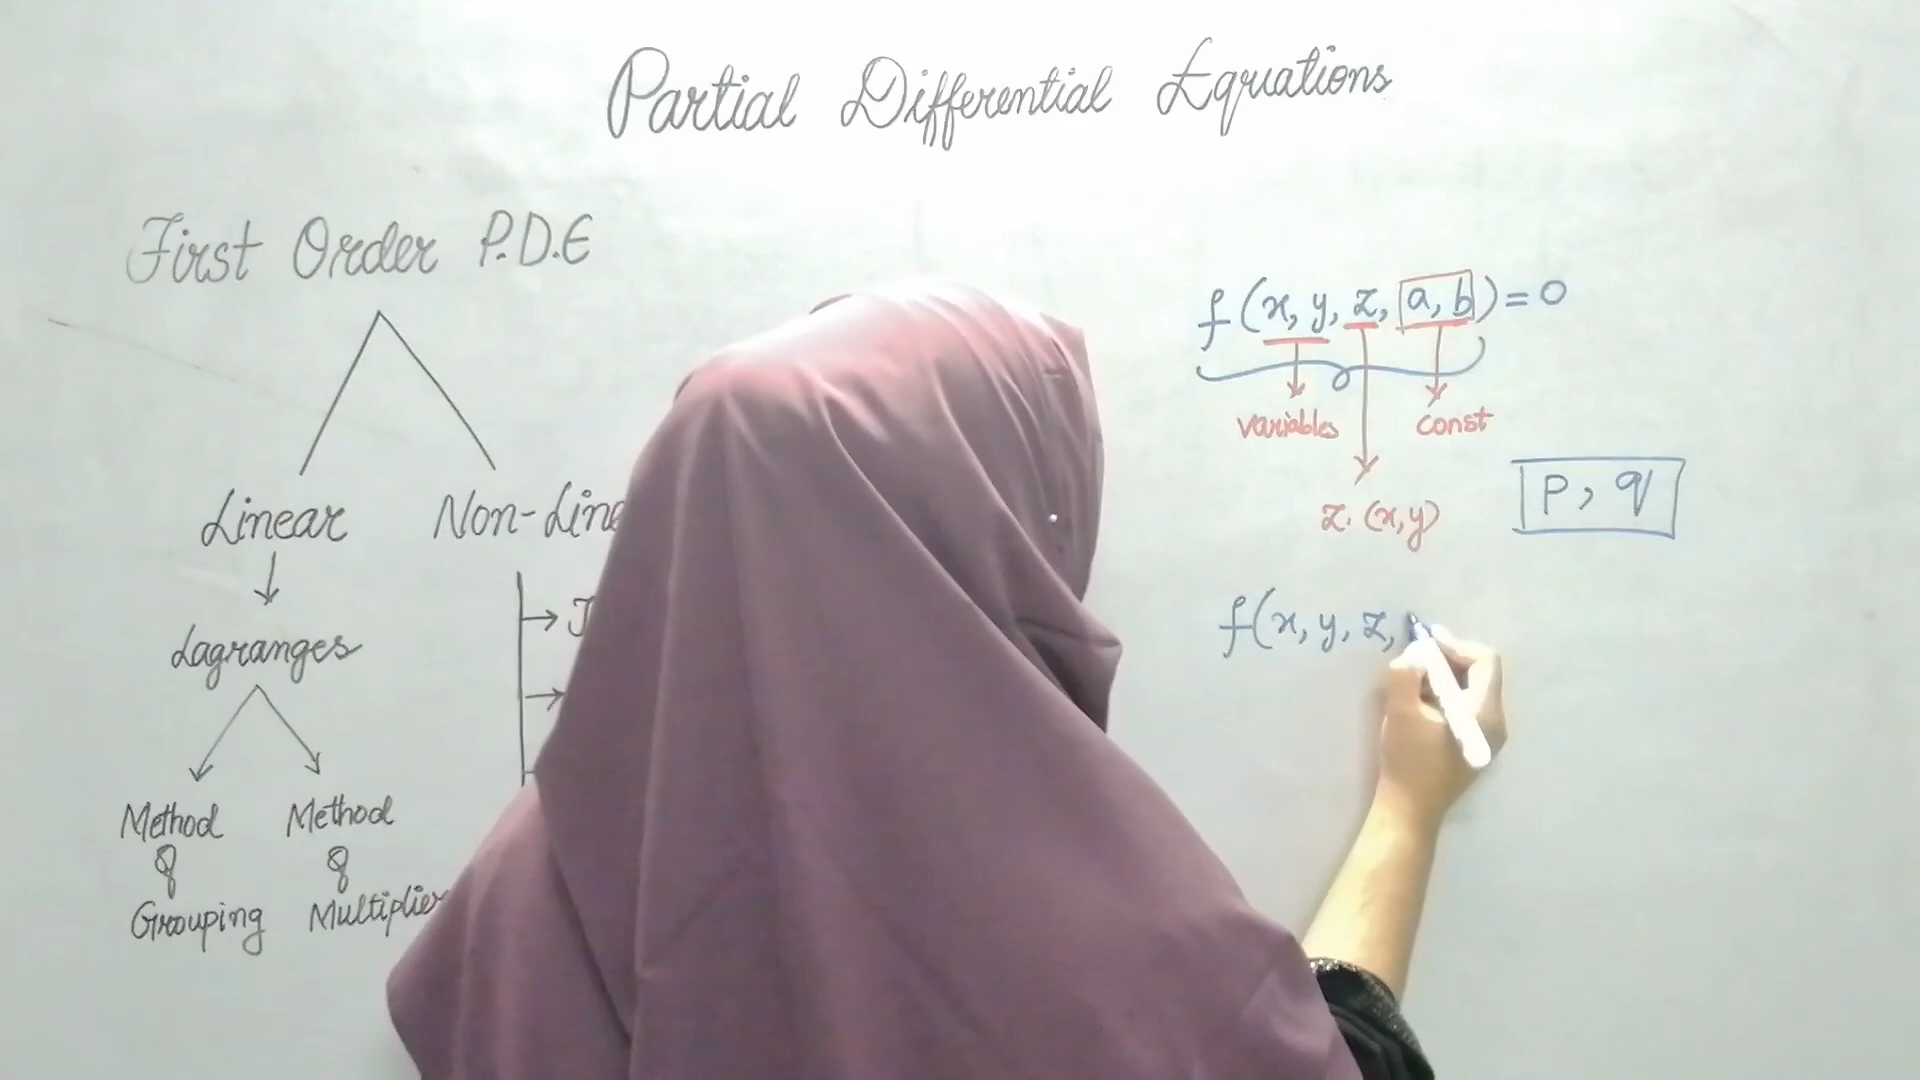 Partial Differential Equations
First Order P.D.E
Linear
Lagranges
Method
of
Grouping
Method
of
Multiplier
f(x, y, z, a, b) = 0
variables
const
z. (x,y)
p, q
f(x, y, z,